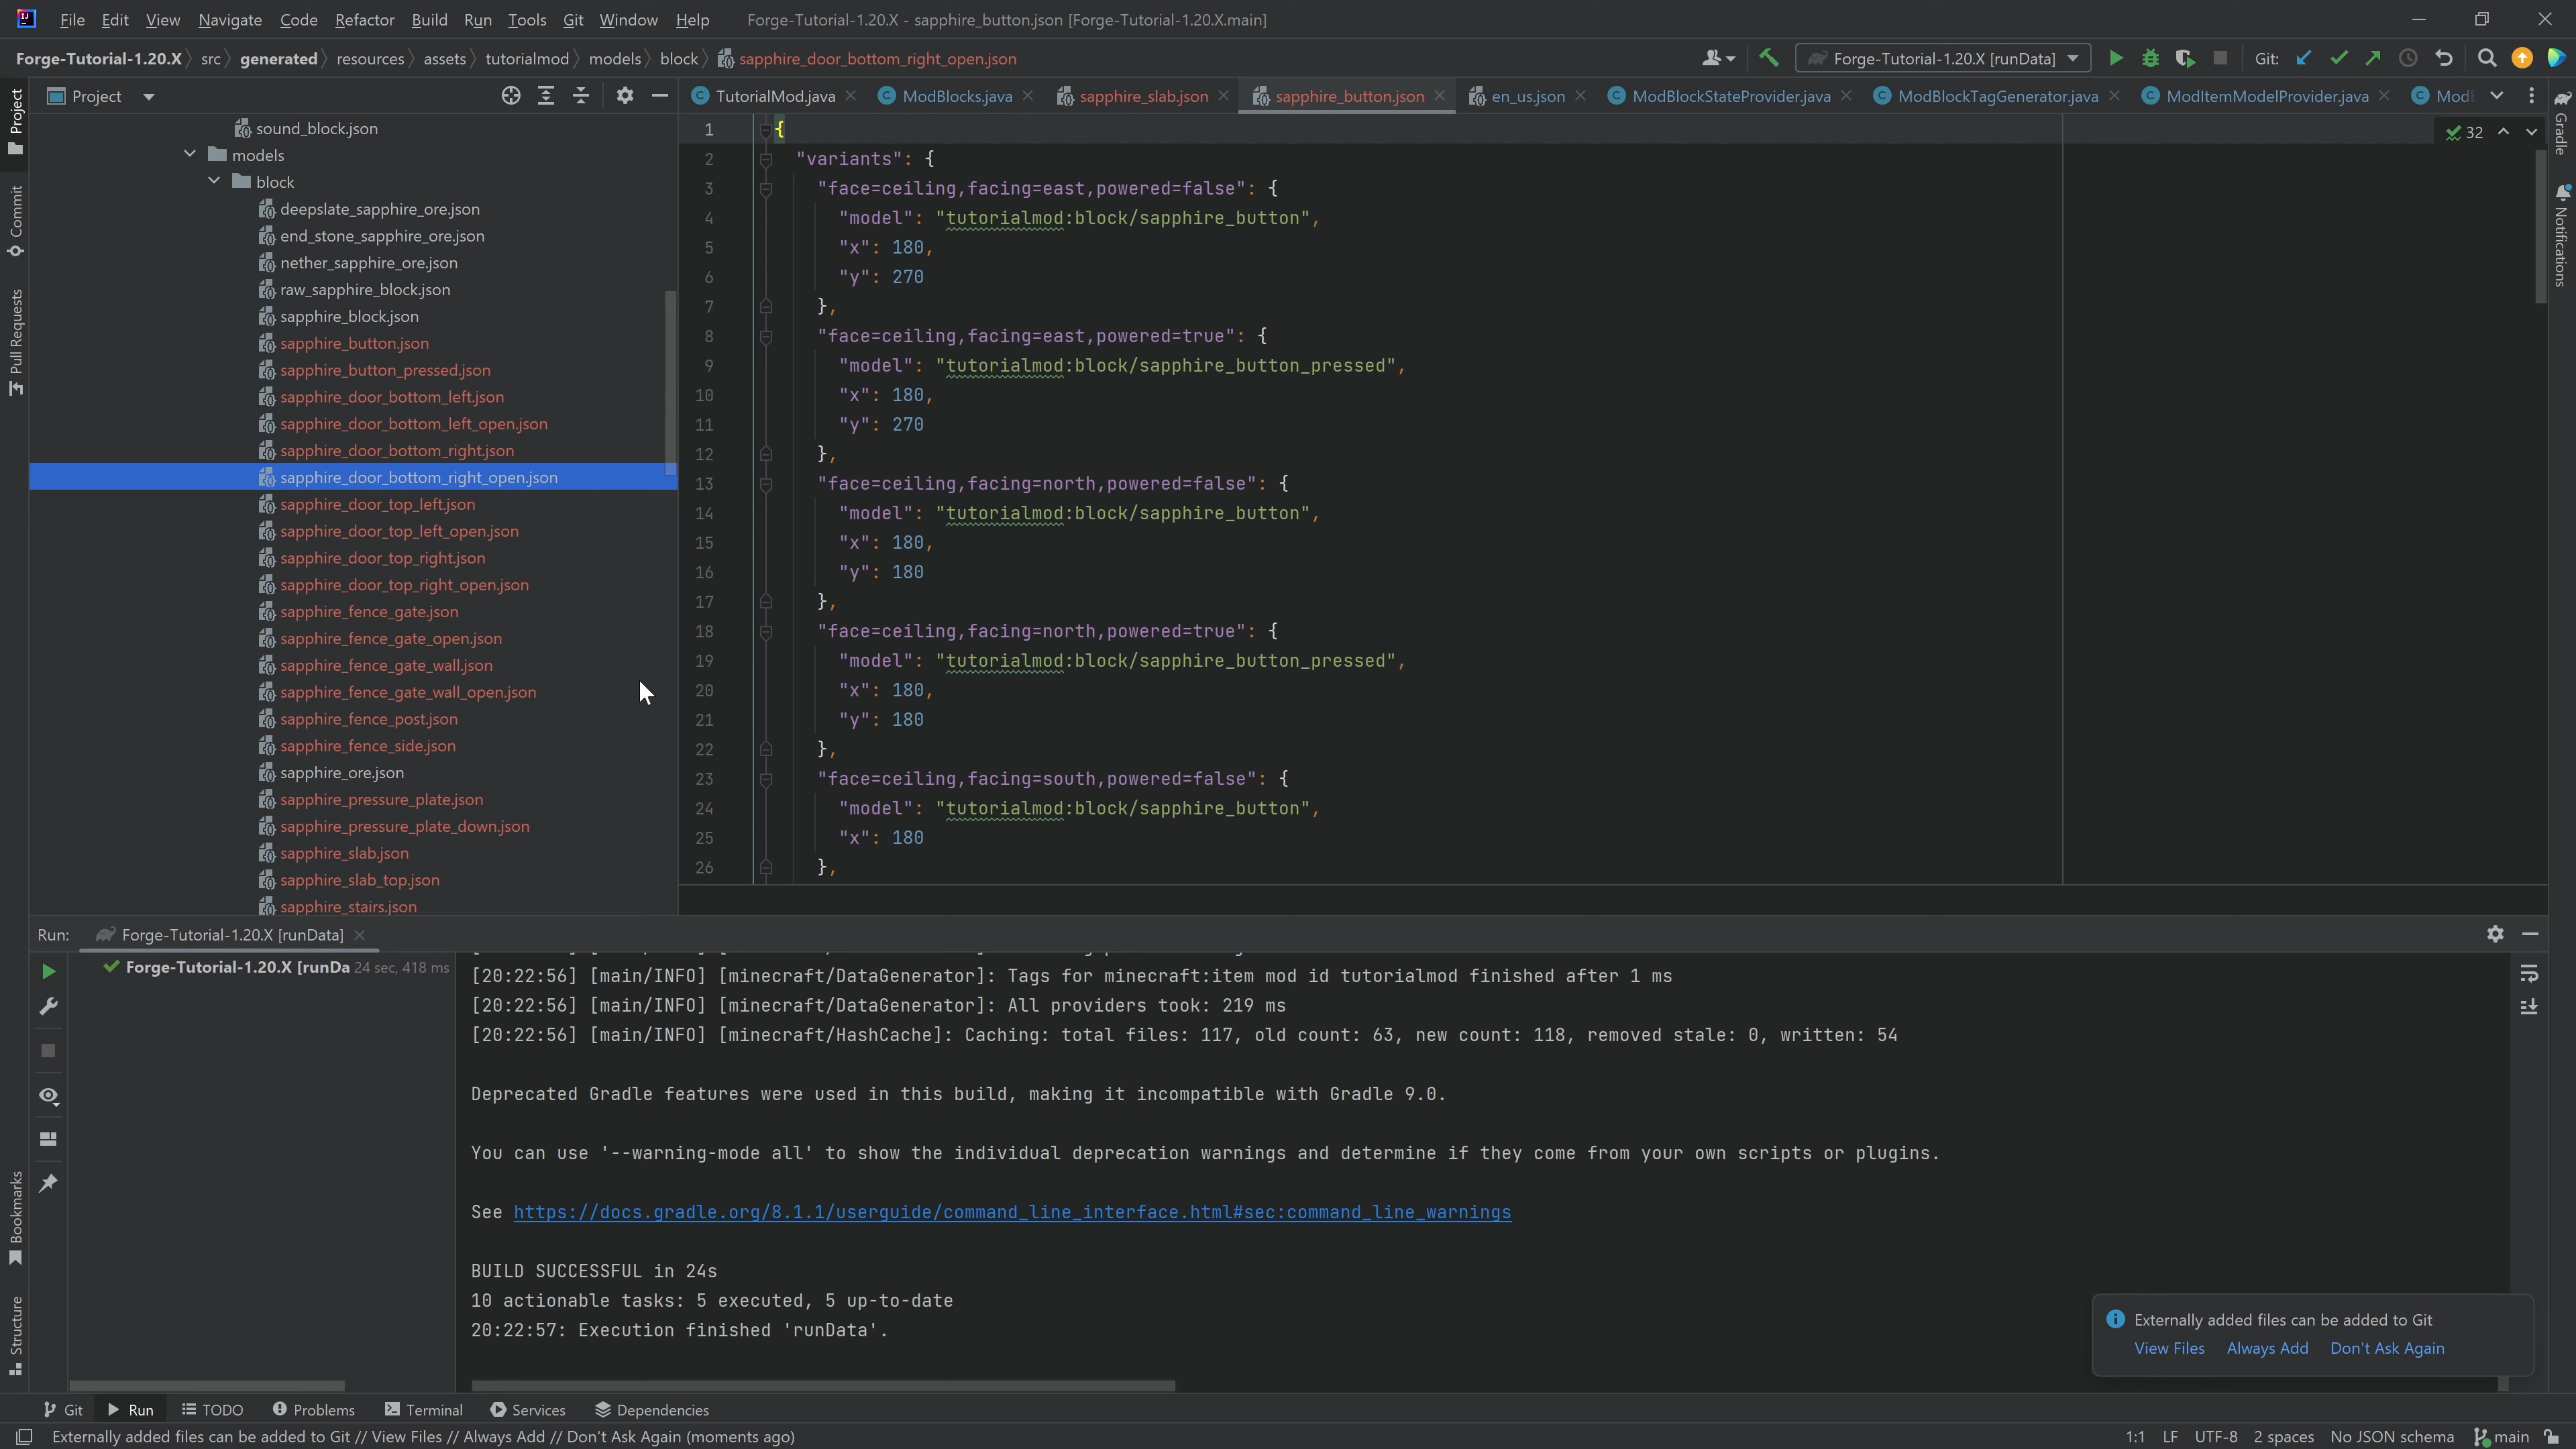 File Edit View Navigate Code Refactor Build Run Tools Git Window Help Forge-Tutorial-1.20.X - sapphire_button.json [Forge-Tutorial-1.20.X.main]
Forge-Tutorial-1.20.X src generated resources assets tutorialmod models block sapphire_door_bottom_right_open.json Forge-Tutorial-1.20.X [runData] Git:
Project
Commit
Pull Requests
Bookmarks
Structure
Project
sound_block.json
models
block
deepslate_sapphire_ore.json
end_stone_sapphire_ore.json
nether_sapphire_ore.json
raw_sapphire_block.json
sapphire_block.json
sapphire_button.json
sapphire_button_pressed.json
sapphire_door_bottom_left.json
sapphire_door_bottom_left_open.json
sapphire_door_bottom_right.json
sapphire_door_bottom_right_open.json
sapphire_door_top_left.json
sapphire_door_top_left_open.json
sapphire_door_top_right.json
sapphire_door_top_right_open.json
sapphire_fence_gate.json
sapphire_fence_gate_open.json
sapphire_fence_gate_wall.json
sapphire_fence_gate_wall_open.json
sapphire_fence_post.json
sapphire_fence_side.json
sapphire_ore.json
sapphire_pressure_plate.json
sapphire_pressure_plate_down.json
sapphire_slab.json
sapphire_slab_top.json
sapphire_stairs.json
TutorialMod.java ModBlocks.java sapphire_slab.json sapphire_button.json en_us.json ModBlockStateProvider.java ModBlockTagGenerator.java ModItemModelProvider.java
32
1 {
2 "variants": {
3 "face=ceiling,facing=east,powered=false": {
4 "model": "tutorialmod:block/sapphire_button",
5 "x": 180,
6 "y": 270
7 },
8 "face=ceiling,facing=east,powered=true": {
9 "model": "tutorialmod:block/sapphire_button_pressed",
10 "x": 180,
11 "y": 270
12 },
13 "face=ceiling,facing=north,powered=false": {
14 "model": "tutorialmod:block/sapphire_button",
15 "x": 180,
16 "y": 180
17 },
18 "face=ceiling,facing=north,powered=true": {
19 "model": "tutorialmod:block/sapphire_button_pressed",
20 "x": 180,
21 "y": 180
22 },
23 "face=ceiling,facing=south,powered=false": {
24 "model": "tutorialmod:block/sapphire_button",
25 "x": 180
26 },
Gradle
Notifications
Run: Forge-Tutorial-1.20.X [runData]
Forge-Tutorial-1.20.X [runDa 24 sec, 418 ms
[20:22:56] [main/INFO] [minecraft/DataGenerator]: Tags for minecraft:item mod id tutorialmod finished after 1 ms
[20:22:56] [main/INFO] [minecraft/DataGenerator]: All providers took: 219 ms
[20:22:56] [main/INFO] [minecraft/HashCache]: Caching: total files: 117, old count: 63, new count: 118, removed stale: 0, written: 54
Deprecated Gradle features were used in this build, making it incompatible with Gradle 9.0.
You can use '--warning-mode all' to show the individual deprecation warnings and determine if they come from your own scripts or plugins.
See https://docs.gradle.org/8.1.1/userguide/command_line_interface.html#sec:command_line_warnings
BUILD SUCCESSFUL in 24s
10 actionable tasks: 5 executed, 5 up-to-date
20:22:57: Execution finished 'runData'.
Externally added files can be added to Git
View Files Always Add Don't Ask Again
Git Run TODO Problems Terminal Services Dependencies
Externally added files can be added to Git // View Files // Always Add // Don't Ask Again (moments ago) 1:1 LF UTF-8 2 spaces No JSON schema main